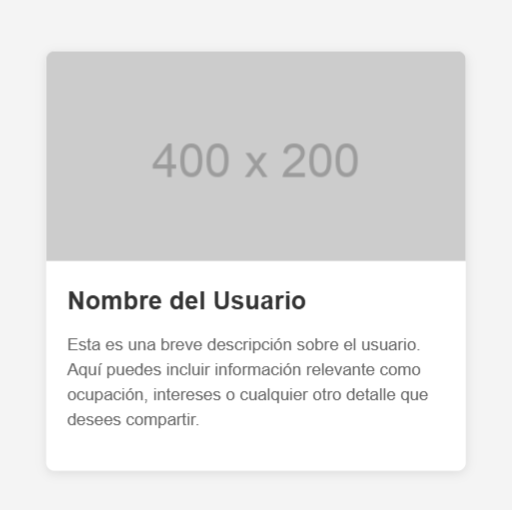 400 x 200
Nombre del Usuario
Esta es una breve descripción sobre el usuario.
Aquí puedes incluir información relevante como
ocupación, intereses o cualquier otro detalle que
desees compartir.